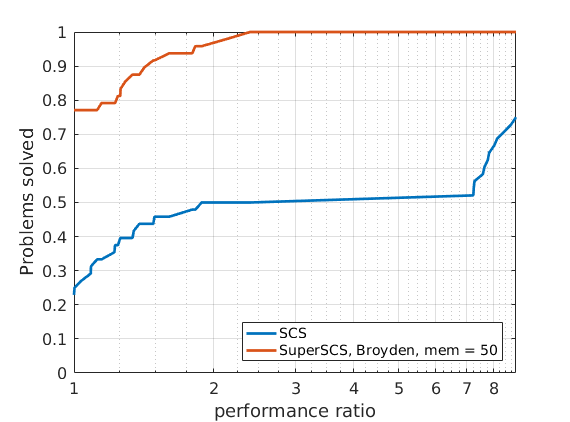 1
0.9
0.8
0.7
0.6
0.5
0.4
0.3
0.2
0.1
0
Problems solved
SCS
SuperSCS, Broyden, mem = 50
1 2 3 4 5 6 7 8
performance ratio